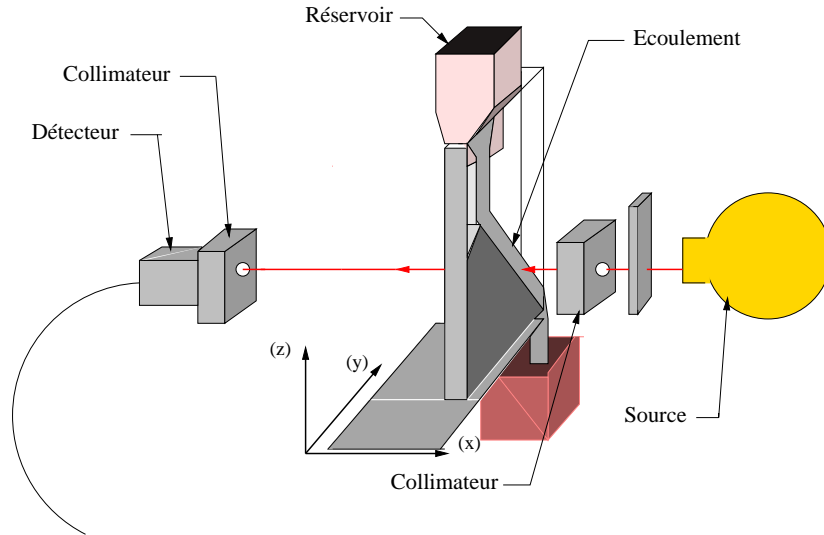 Réservoir
Ecoulement
Collimateur
Détecteur
(z)
(y)
(x)
Source
Collimateur